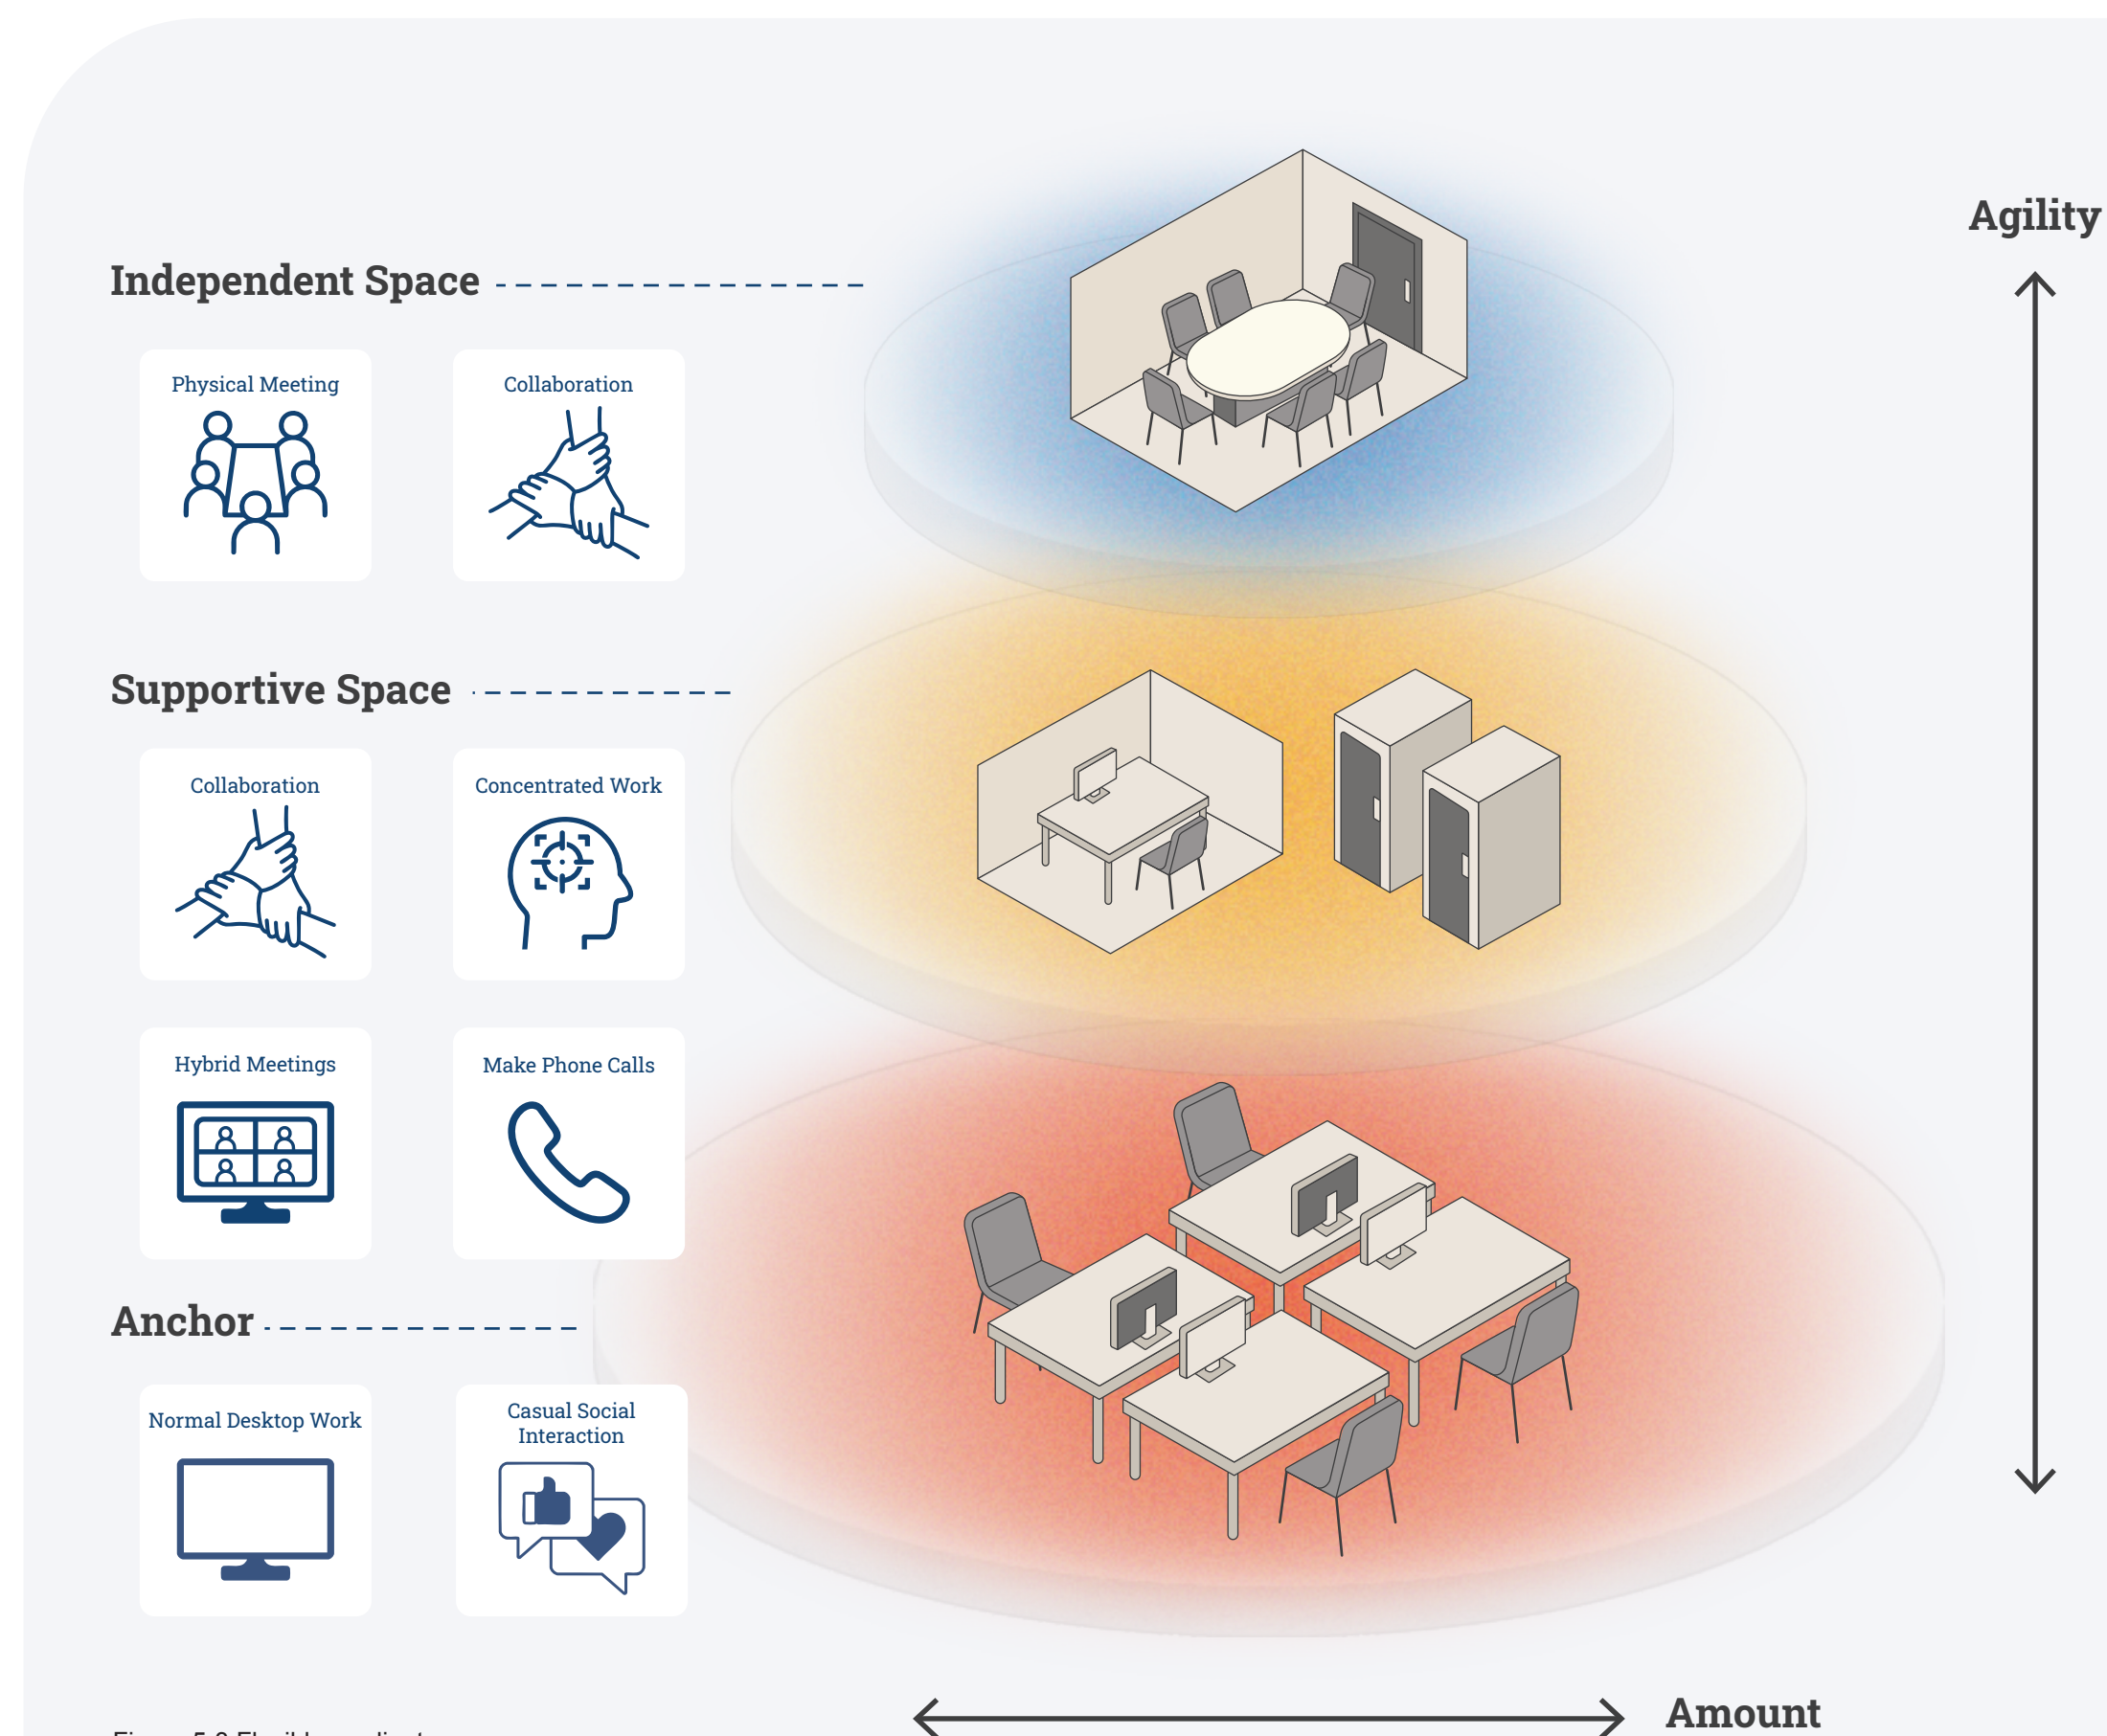 Agility
Independent Space
Physical Meeting
Collaboration
Supportive Space
Collaboration
Concentrated Work
Hybrid Meetings
Make Phone Calls
Anchor
Normal Desktop Work
Casual Social
Interaction
Amount